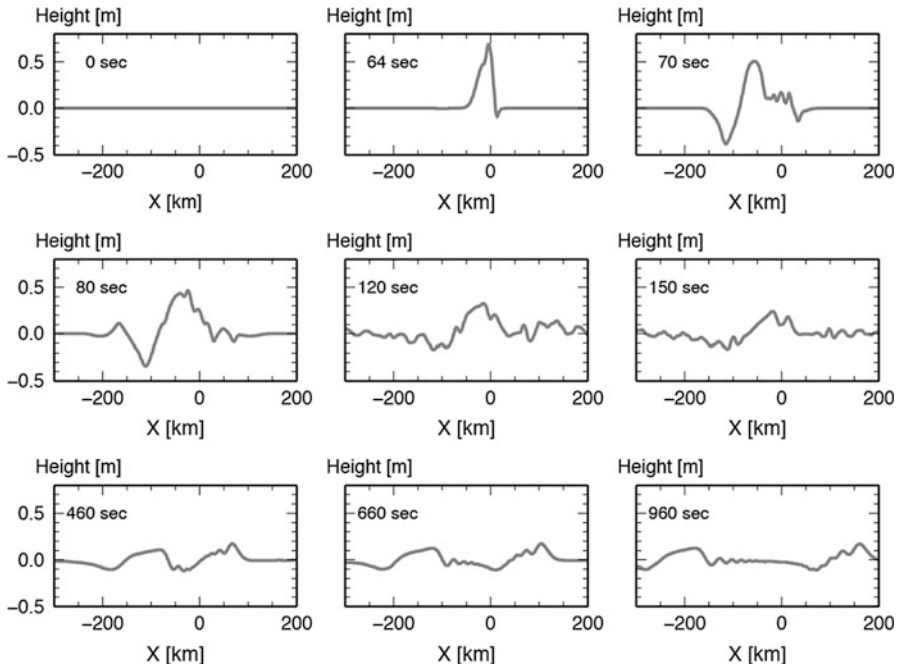 Height [m] Height [m] Height [m]
0.5 0 sec 64 sec 70 sec
0.0
−0.5
−200 0 200 −200 0 200 −200 0 200
X [km] X [km] X [km]
Height [m] Height [m] Height [m]
0.5 80 sec 120 sec 150 sec
0.0
−0.5
−200 0 200 −200 0 200 −200 0 200
X [km] X [km] X [km]
Height [m] Height [m] Height [m]
0.5 460 sec 660 sec 960 sec
0.0
−0.5
−200 0 200 −200 0 200 −200 0 200
X [km] X [km] X [km]